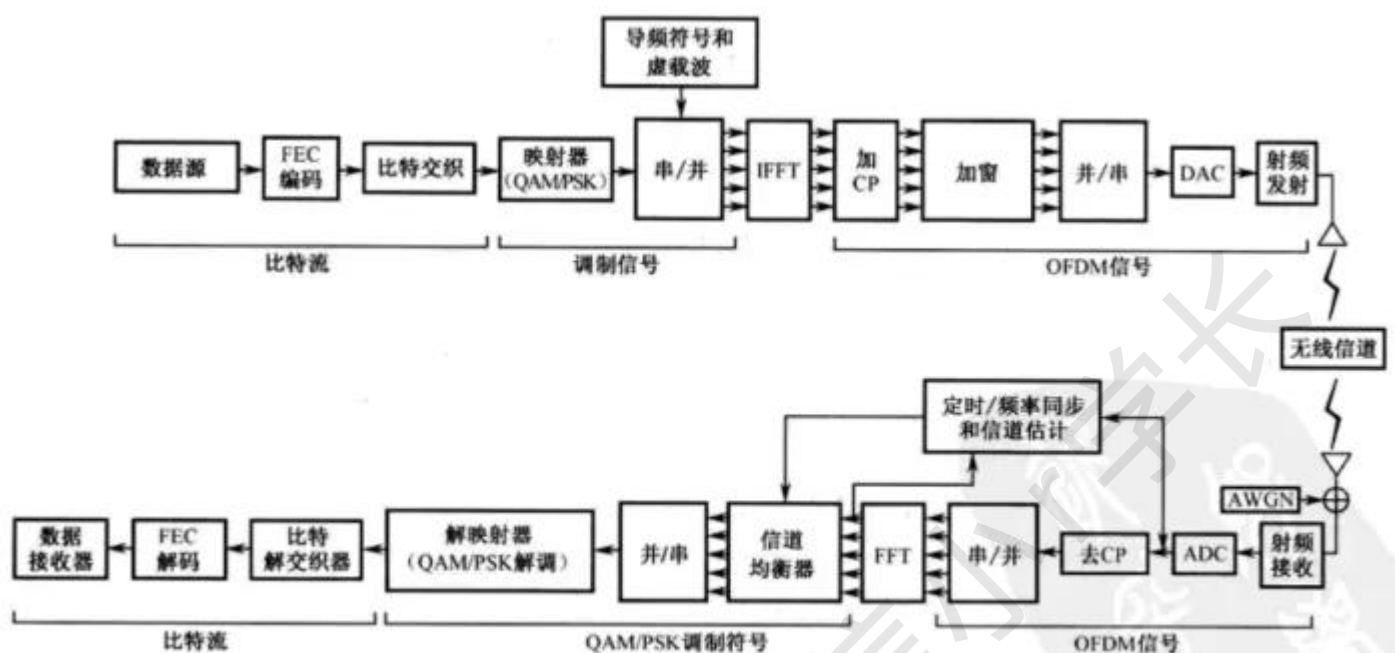 导频符号和
虚载波
数据源
FEC
编码
比特交织
映射器
(QAM/PSK)
串/并
IFFT
加
CP
加窗
并/串
DAC
射频
发射
比特流
调制信号
OFDM信号
无线信道
定时/频率同步
和信道估计
AWGN
数据
接收器
FEC
解码
比特
解交织器
解映射器
(QAM/PSK解调)
并/串
信道
均衡器
FFT
串/并
去CP
ADC
射频
接收
比特流
QAM/PSK调制符号
OFDM信号